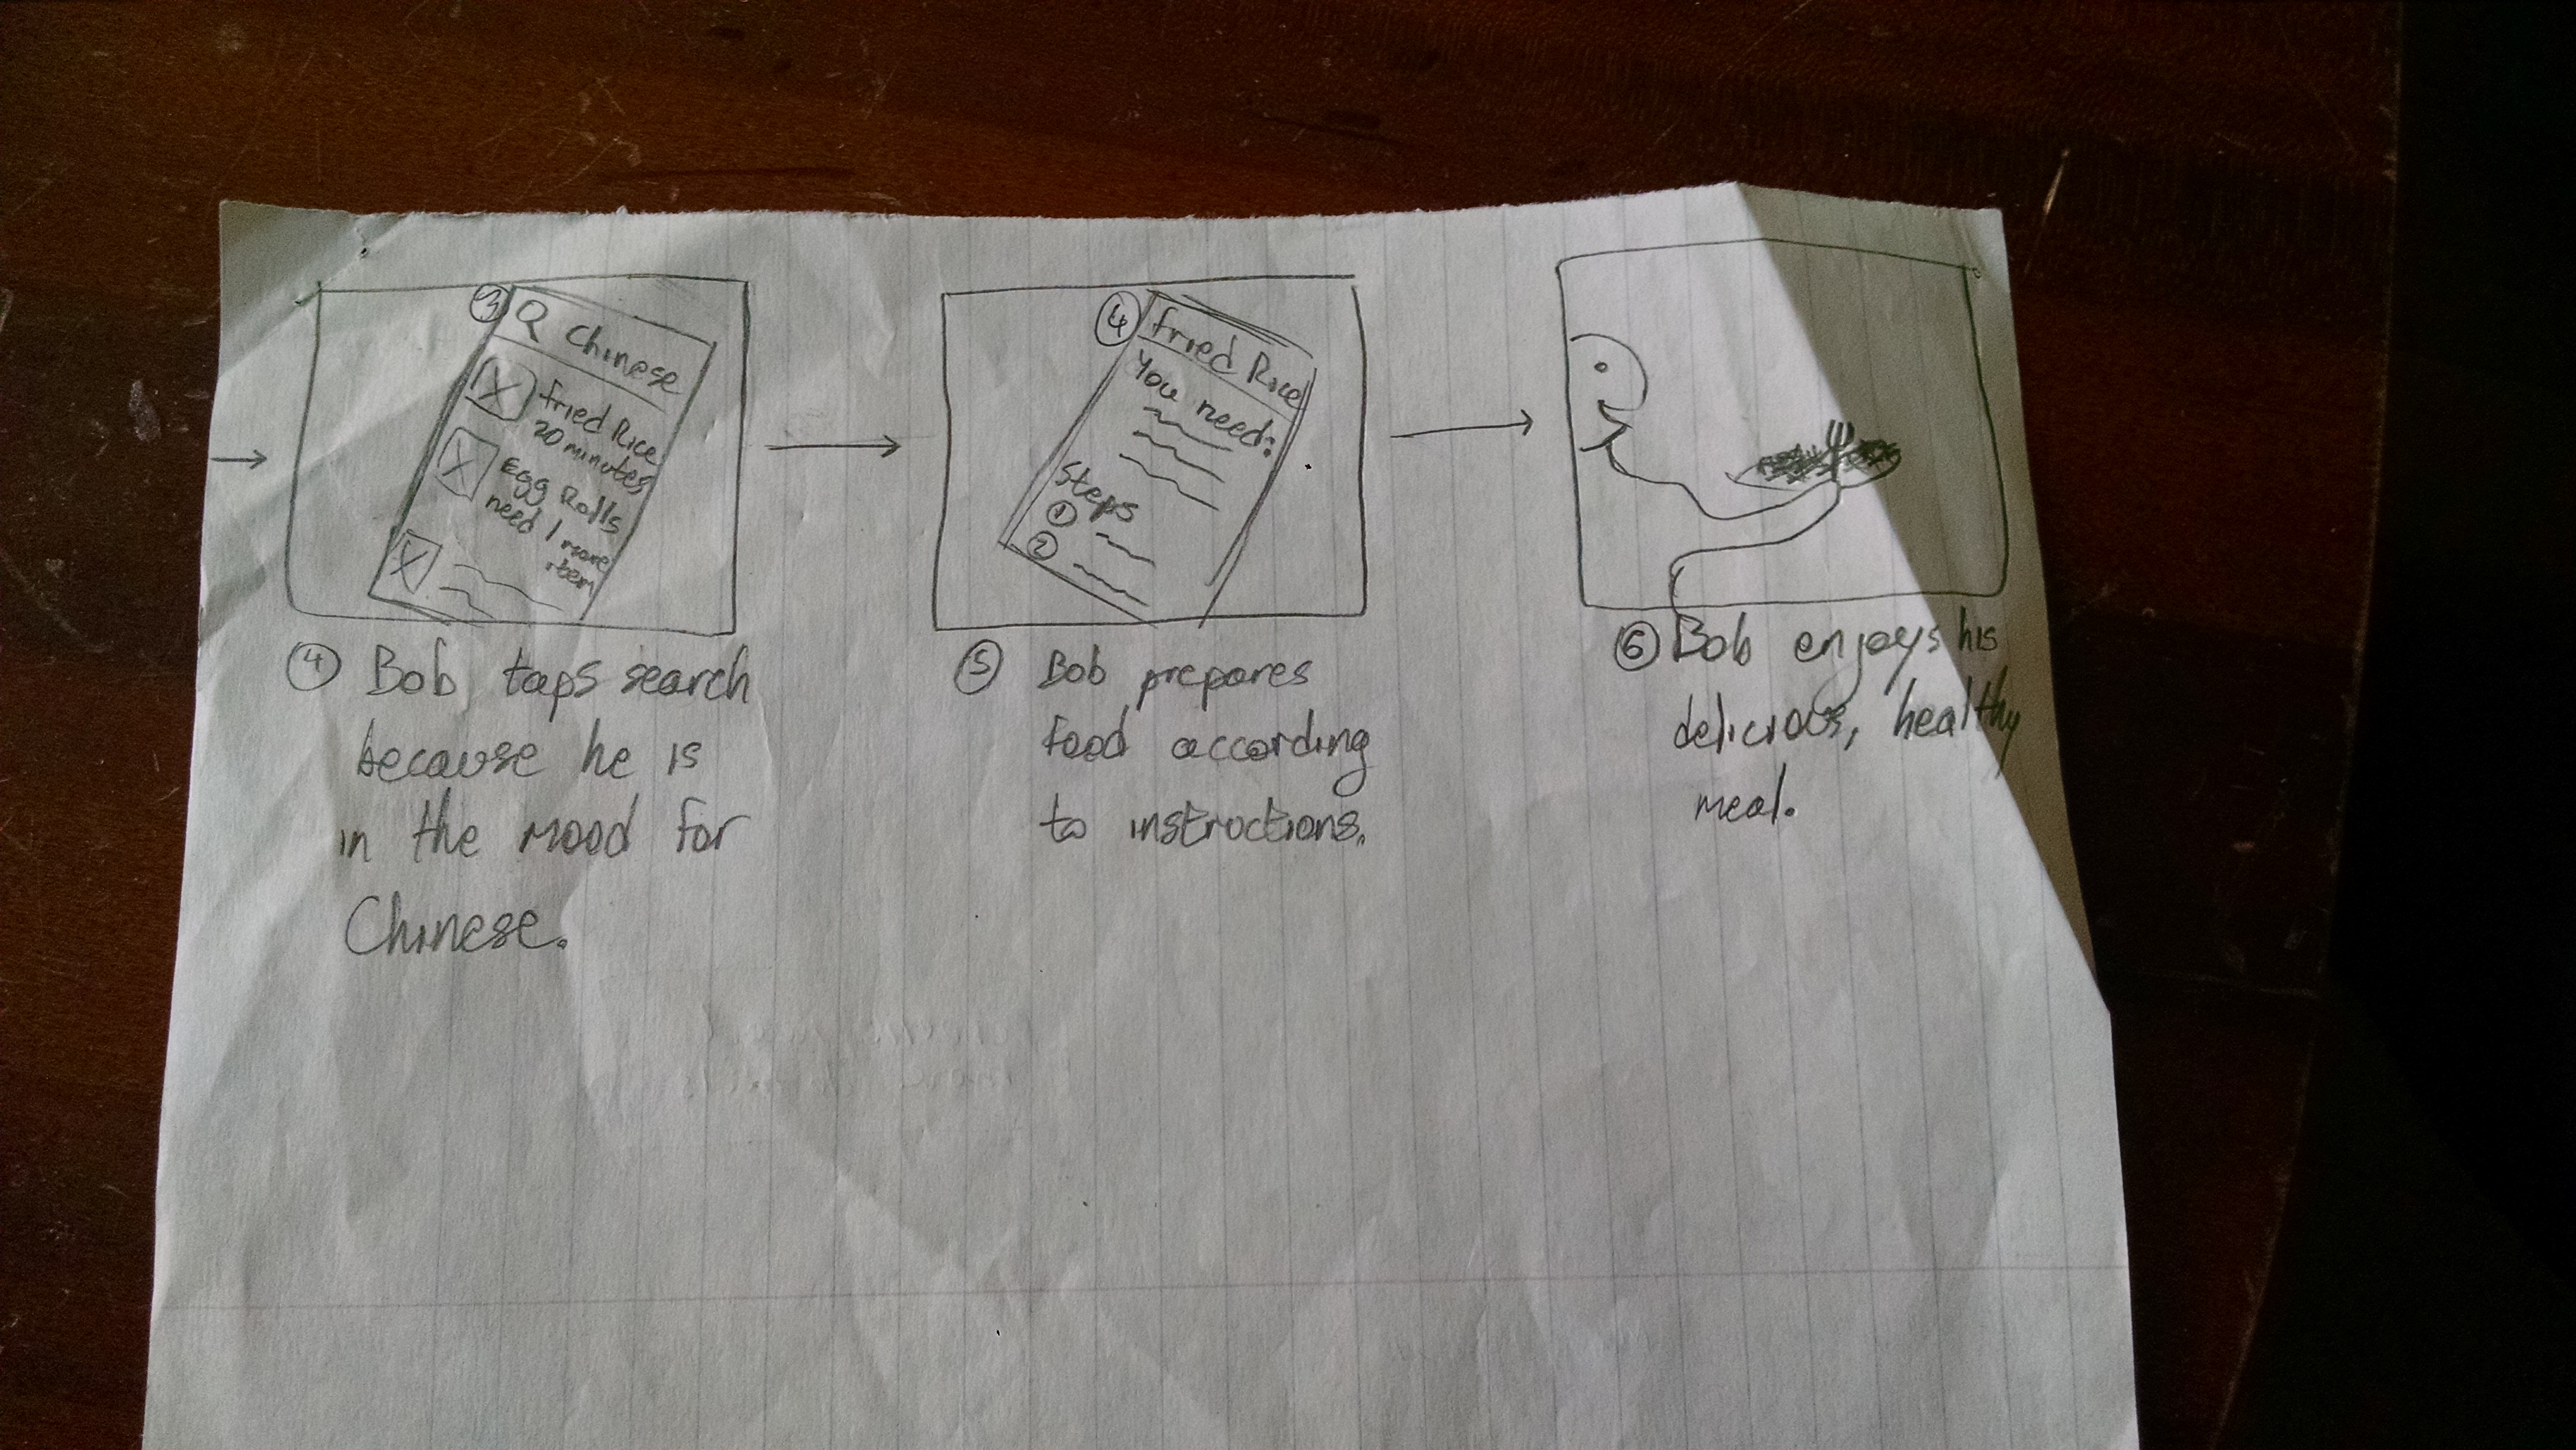 3
Q Chinese
Fried Rice
20 minutes
Egg Rolls
need 1 more
item
4
Fried Rice
You need:
Steps
1
2
4 Bob taps search
because he is
in the mood for
Chinese.
5 Bob prepares
food according
to instructions.
6 Bob enjoys his
delicious, healthy
meal.